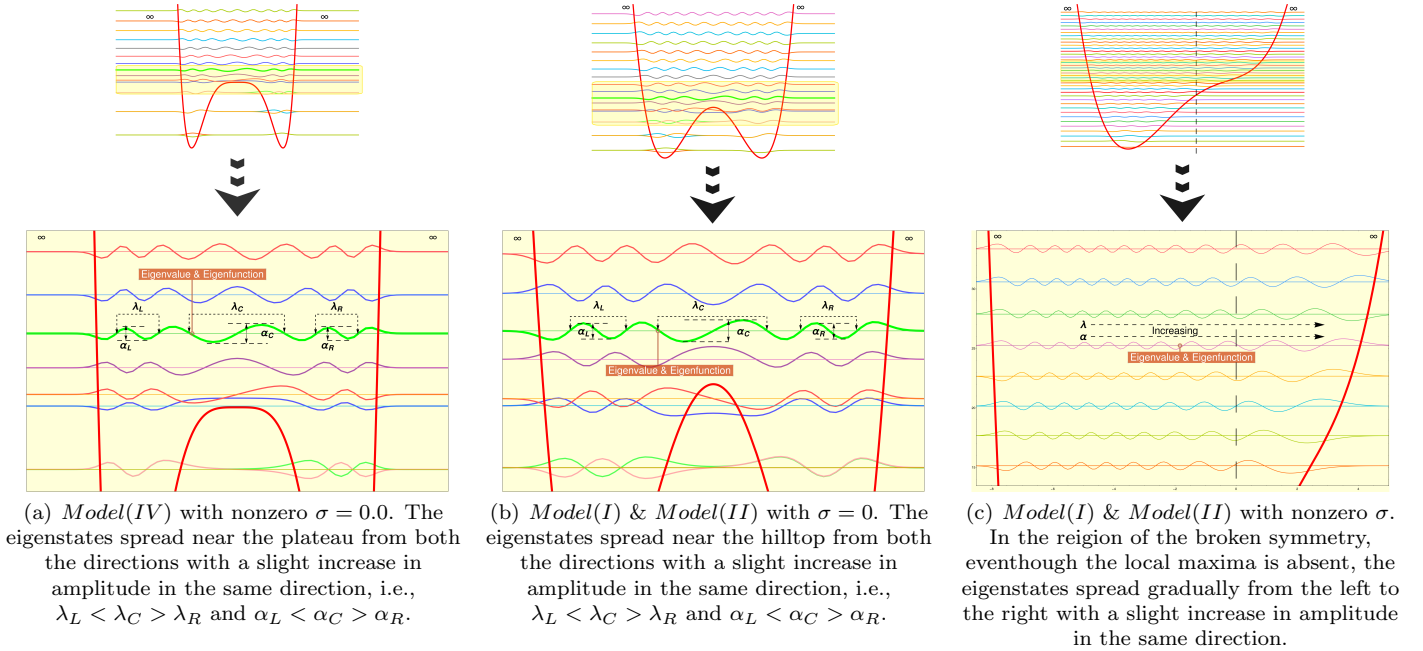 ∞ ∞
∞ ∞
∞ ∞
∞ ∞
Eigenvalue & Eigenfunction
λL λC λR
αL αC αR
∞ ∞
λL λC λR
αL αC αR
Eigenvalue & Eigenfunction
∞ ∞
λ
Increasing
α
Eigenvalue & Eigenfunction
(a) Model(IV) with nonzero σ = 0.0. The
eigenstates spread near the plateau from both
the directions with a slight increase in
amplitude in the same direction, i.e.,
λL < λC > λR and αL < αC > αR.
(b) Model(I) & Model(II) with σ = 0. The
eigenstates spread near the hilltop from both
the directions with a slight increase in
amplitude in the same direction, i.e.,
λL < λC > λR and αL < αC > αR.
(c) Model(I) & Model(II) with nonzero σ.
In the reigion of the broken symmetry,
eventhough the local maxima is absent, the
eigenstates spread gradually from the left to
the right with a slight increase in amplitude
in the same direction.